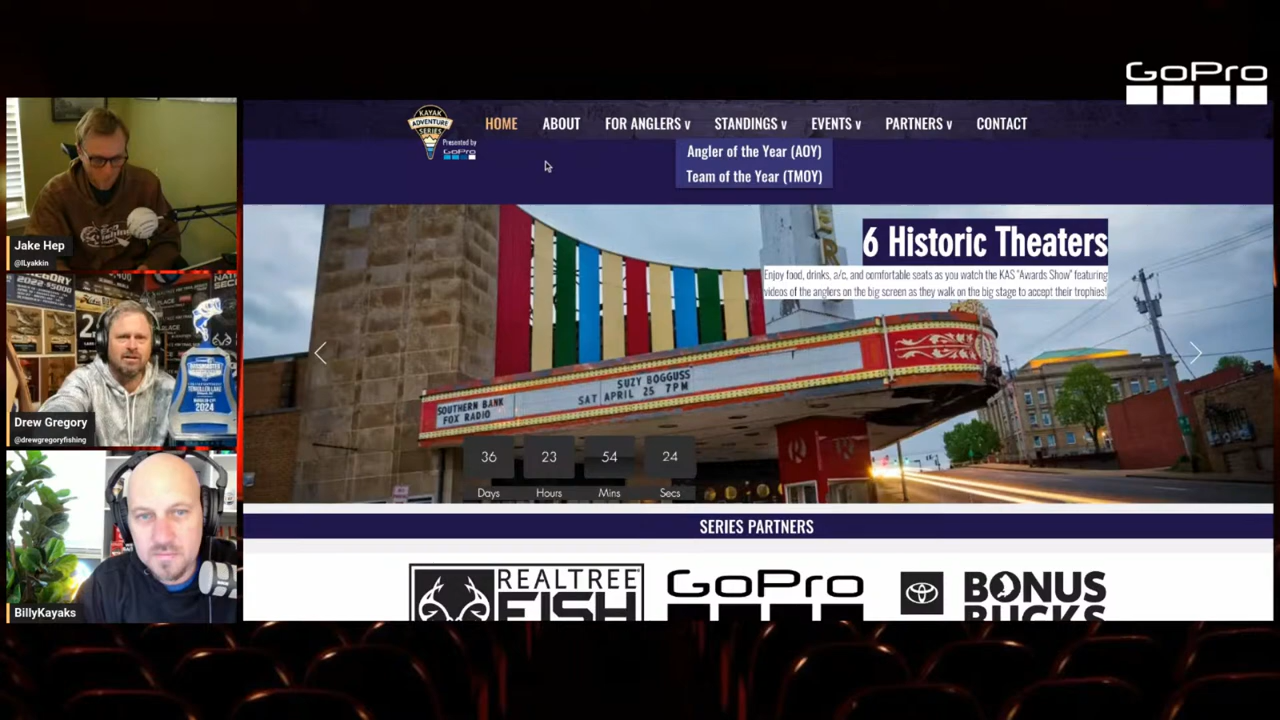 GoPro
KAYAK
ADVENTURE
SERIES
Presented by
GoPro
HOME
ABOUT
FOR ANGLERS v
STANDINGS v
EVENTS v
PARTNERS v
CONTACT
Angler of the Year (AOY)
Team of the Year (TMOY)
6 Historic Theaters
Enjoy food, drinks, a/c, and comfortable seats as you watch the KAS "Awards Show" featuring
videos of the anglers on the big screen as they walk on the big stage to accept their trophies!
ER
SOUTHERN BANK
FOX RADIO
SUZY BOGGUSS
SAT APRIL 25 7PM
36
23
54
24
Days
Hours
Mins
Secs
SERIES PARTNERS
REALTREE
FISH
GoPro
BONUS
BUCKS
Jake Hep
@ILyakkin
Drew Gregory
@drewgregoryfishing
2024
BillyKayaks